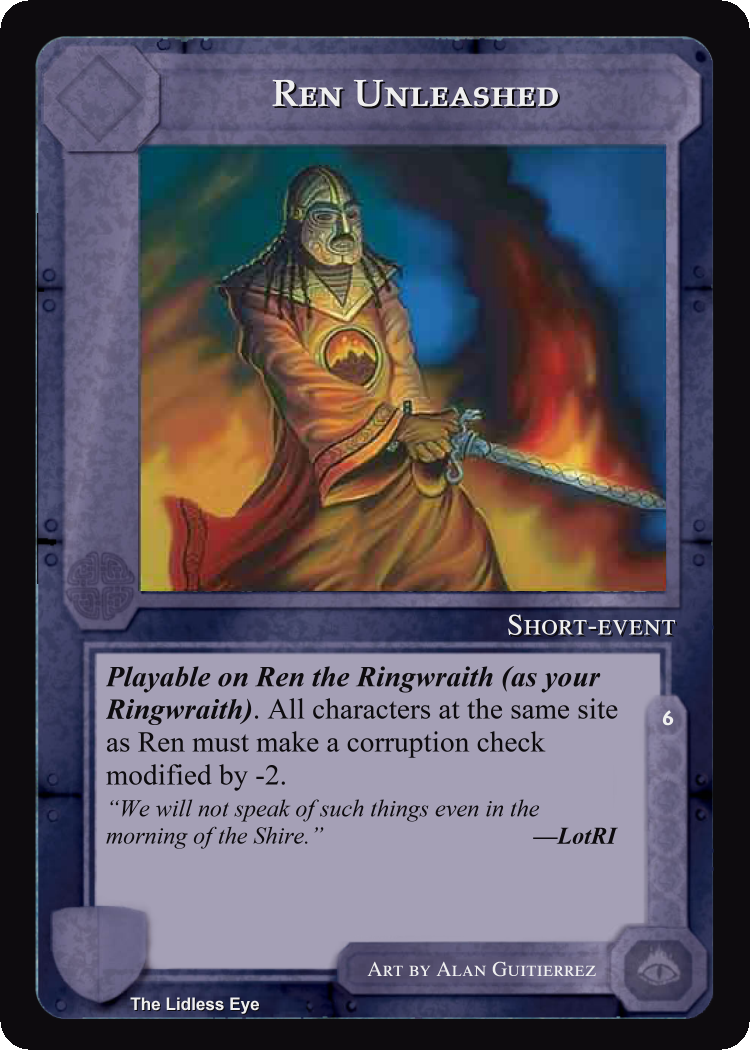 Ren Unleashed
Short-event
Playable on Ren the Ringwraith (as your
Ringwraith). All characters at the same site
as Ren must make a corruption check
modified by -2.
“We will not speak of such things even in the
morning of the Shire.” —LotRI
6
Art by Alan Guitierrez
The Lidless Eye